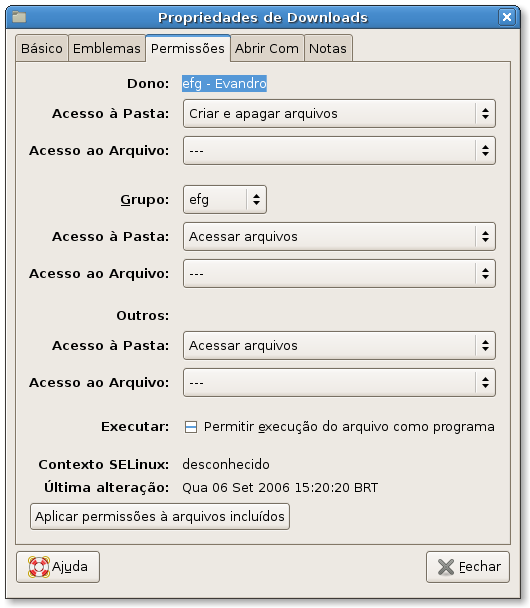 Propriedades de Downloads
Básico Emblemas Permissões Abrir Com Notas
Dono: efg - Evandro
Acesso à Pasta: Criar e apagar arquivos
Acesso ao Arquivo: ---
Grupo: efg
Acesso à Pasta: Acessar arquivos
Acesso ao Arquivo: ---
Outros:
Acesso à Pasta: Acessar arquivos
Acesso ao Arquivo: ---
Executar: Permitir execução do arquivo como programa
Contexto SELinux: desconhecido
Última alteração: Qua 06 Set 2006 15:20:20 BRT
Aplicar permissões à arquivos incluídos
Ajuda Fechar